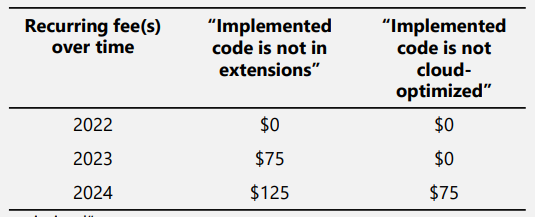 Recurring fee(s) “Implemented “Implemented
over time code is not in code is not
extensions” cloud-
optimized”
2022 $0 $0
2023 $75 $0
2024 $125 $75